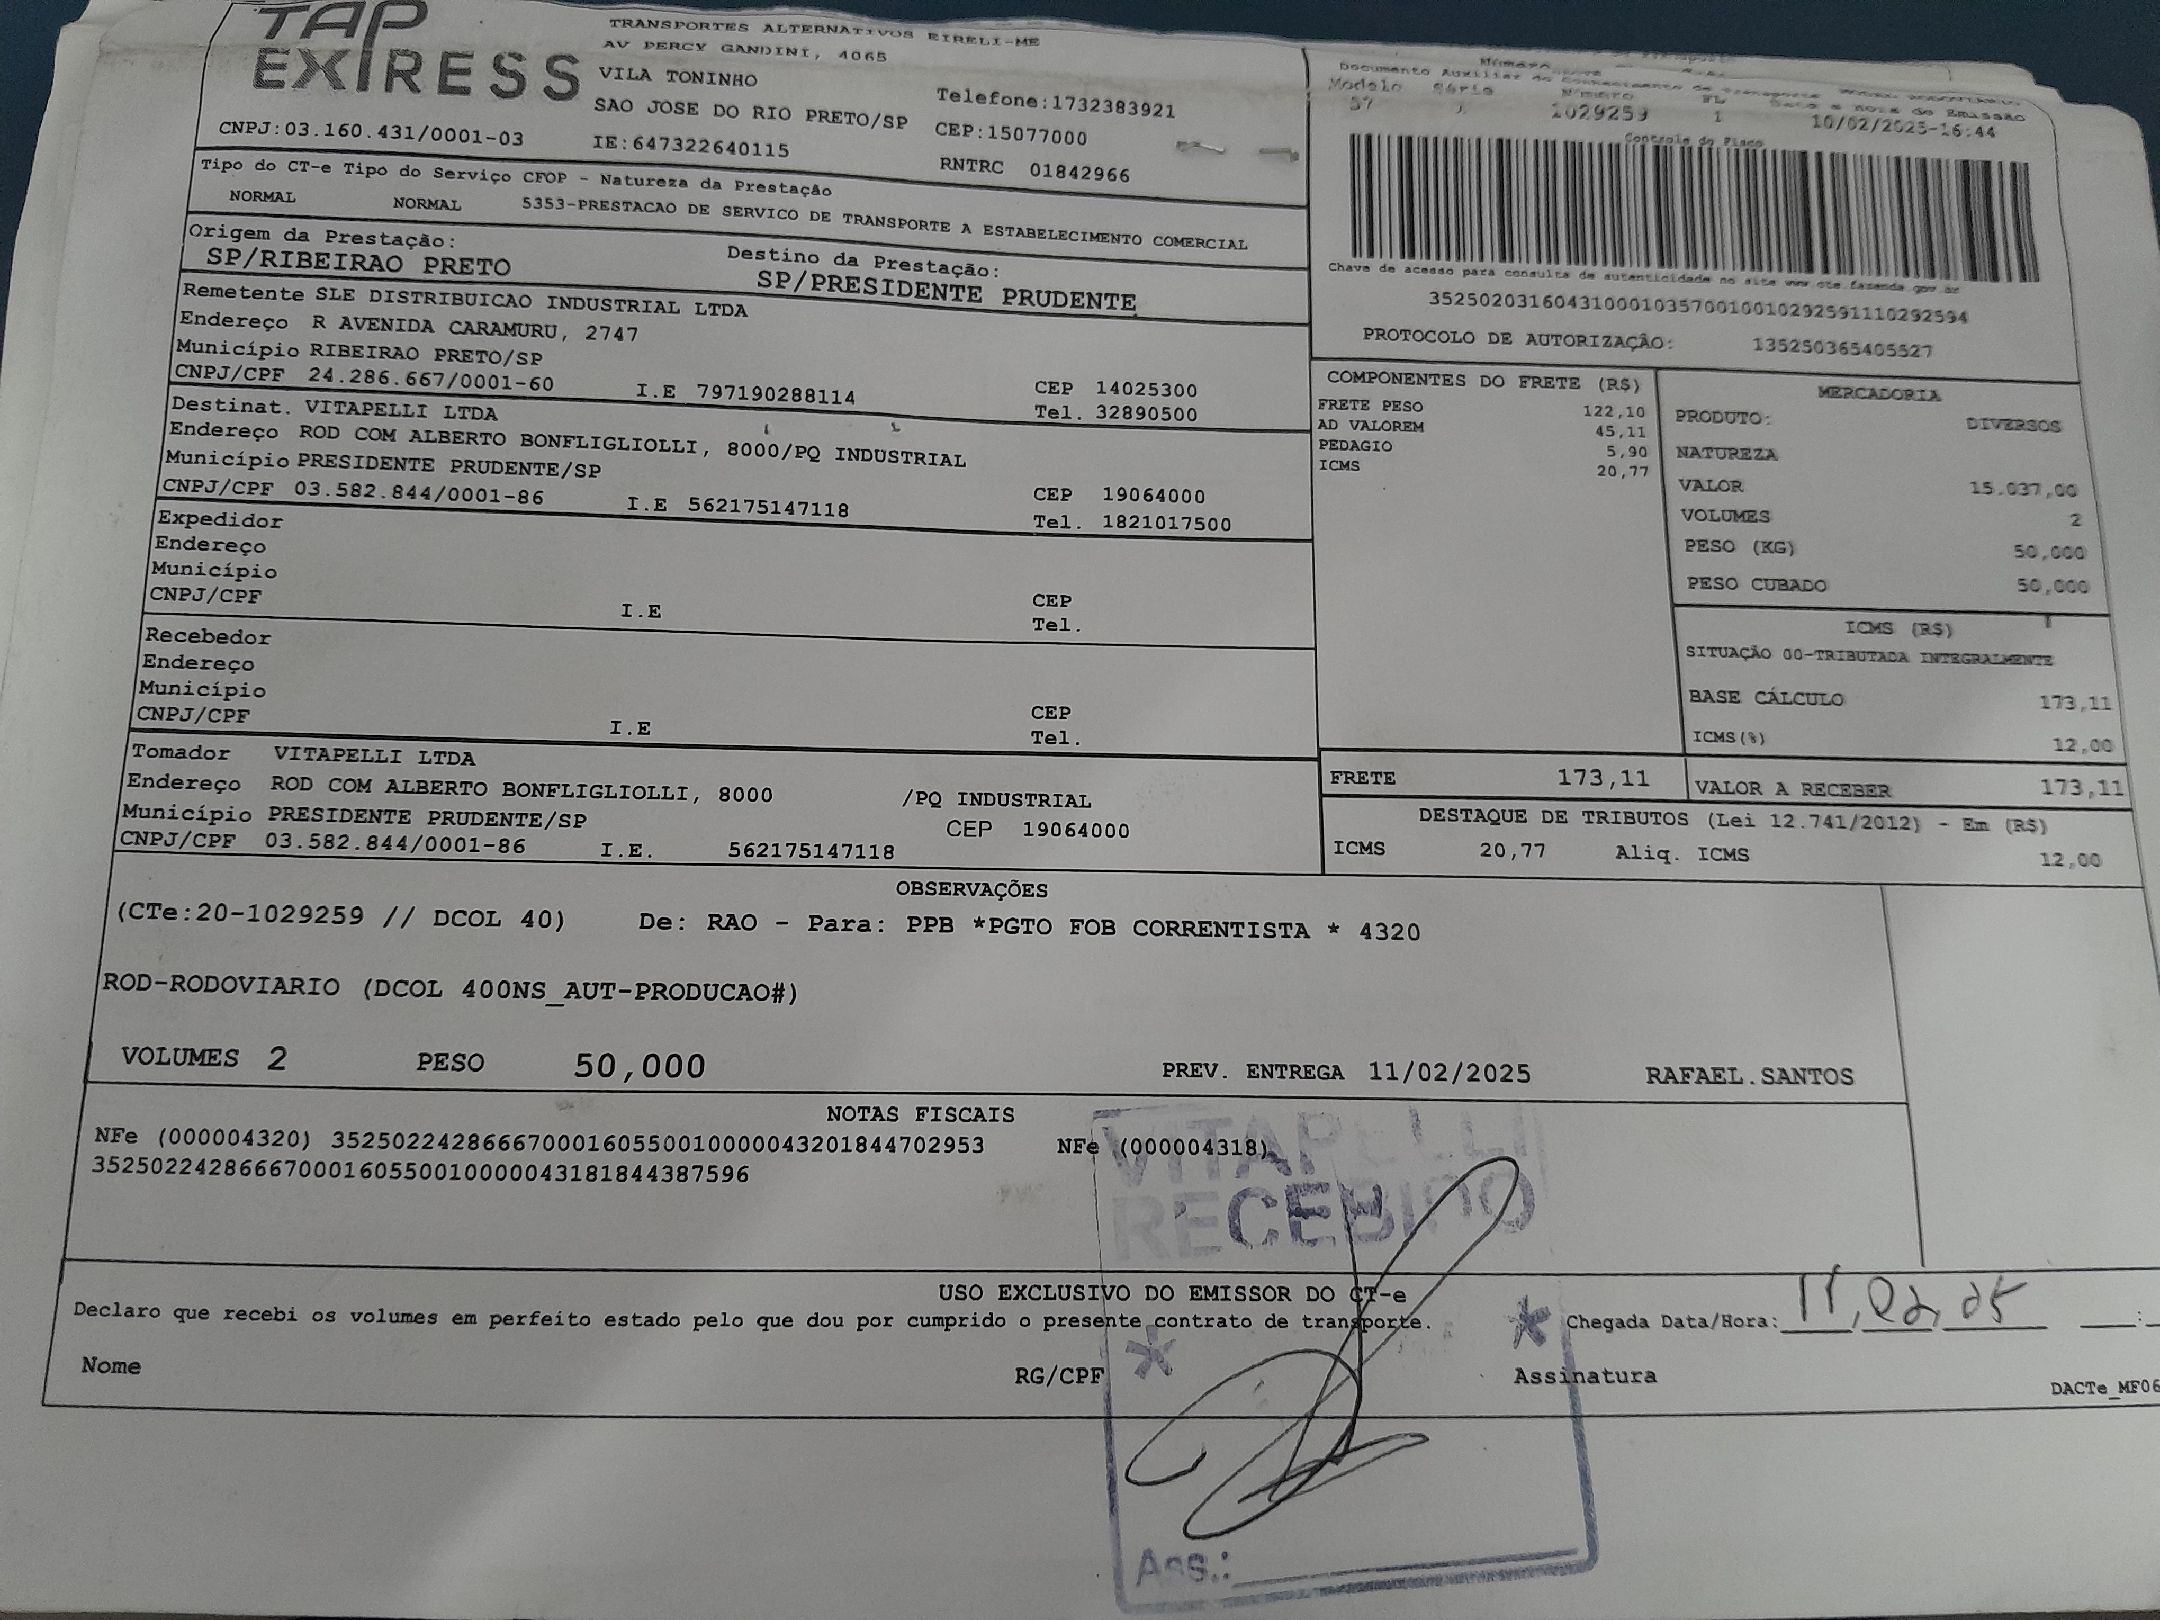 TAP
EXIRESS
TRANSPORTES ALTERNATIVOS EIRELI-ME
AV PERCY GANDINI, 4065
VILA TONINHO
SAO JOSE DO RIO PRETO/SP
Telefone:1732383921
CEP:15077000
CNPJ:03.160.431/0001-03
IE:647322640115
RNTRC 01842966
Modelo Série Número FL Data e Hora de Emissão
57 1029259 1 10/02/2025-16:44
Controle do Fisco
Chave de acesso para consulta de autenticidade no site www.cte.fazenda.gov.br
35250203160431000103570010010292591110292594
PROTOCOLO DE AUTORIZAÇÂO: 135250365405527
Tipo do CT-e Tipo do Serviço CFOP - Natureza da Prestação
NORMAL NORMAL 5353-PRESTACAO DE SERVICO DE TRANSPORTE A ESTABELECIMENTO COMERCIAL
Origem da Prestação: Destino da Prestação:
SP/RIBEIRAO PRETO SP/PRESIDENTE PRUDENTE
Remetente SLE DISTRIBUICAO INDUSTRIAL LTDA
Endereço R AVENIDA CARAMURU, 2747
Município RIBEIRAO PRETO/SP CEP 14025300
CNPJ/CPF 24.286.667/0001-60 I.E 797190288114 Tel. 32890500
Destinat. VITAPELLI LTDA
Endereço ROD COM ALBERTO BONFLIGLIOLLI, 8000/PQ INDUSTRIAL
Município PRESIDENTE PRUDENTE/SP CEP 19064000
CNPJ/CPF 03.582.844/0001-86 I.E 562175147118 Tel. 1821017500
Expedidor
Endereço
Município CEP
CNPJ/CPF I.E Tel.
Recebedor
Endereço
Município CEP
CNPJ/CPF I.E Tel.
Tomador VITAPELLI LTDA
Endereço ROD COM ALBERTO BONFLIGLIOLLI, 8000 /PQ INDUSTRIAL
Município PRESIDENTE PRUDENTE/SP CEP 19064000
CNPJ/CPF 03.582.844/0001-86 I.E. 562175147118
COMPONENTES DO FRETE (R$)
FRETE PESO 122,10
AD VALOREM 45,11
PEDAGIO 5,90
ICMS 20,77
MERCADORIA
PRODUTO: DIVERSOS
NATUREZA
VALOR 15.037,00
VOLUMES 2
PESO (KG) 50,000
PESO CUBADO 50,000
ICMS (R$)
SITUAÇÃO 00-TRIBUTADA INTEGRALMENTE
BASE CÁLCULO 173,11
ICMS(%) 12,00
FRETE 173,11 VALOR A RECEBER 173,11
DESTAQUE DE TRIBUTOS (Lei 12.741/2012) - Em (R$)
ICMS 20,77 Aliq. ICMS 12,00
OBSERVAÇÕES
(CTe:20-1029259 // DCOL 40) De: RAO - Para: PPB *PGTO FOB CORRENTISTA * 4320
ROD-RODOVIARIO (DCOL 400NS_AUT-PRODUCAO#)
VOLUMES 2 PESO 50,000 PREV. ENTREGA 11/02/2025 RAFAEL.SANTOS
NOTAS FISCAIS
NFe (000004320) 35250224286667000160550010000043201844702953 NFe (000004318)
35250224286667000160550010000043181844387596
VITAPELLI
RECEBIDO
USO EXCLUSIVO DO EMISSOR DO CT-e
Declaro que recebi os volumes em perfeito estado pelo que dou por cumprido o presente contrato de transporte. Chegada Data/Hora: 11,02,25 __:
Nome RG/CPF Assinatura
DACTe_MF06
Ass.: